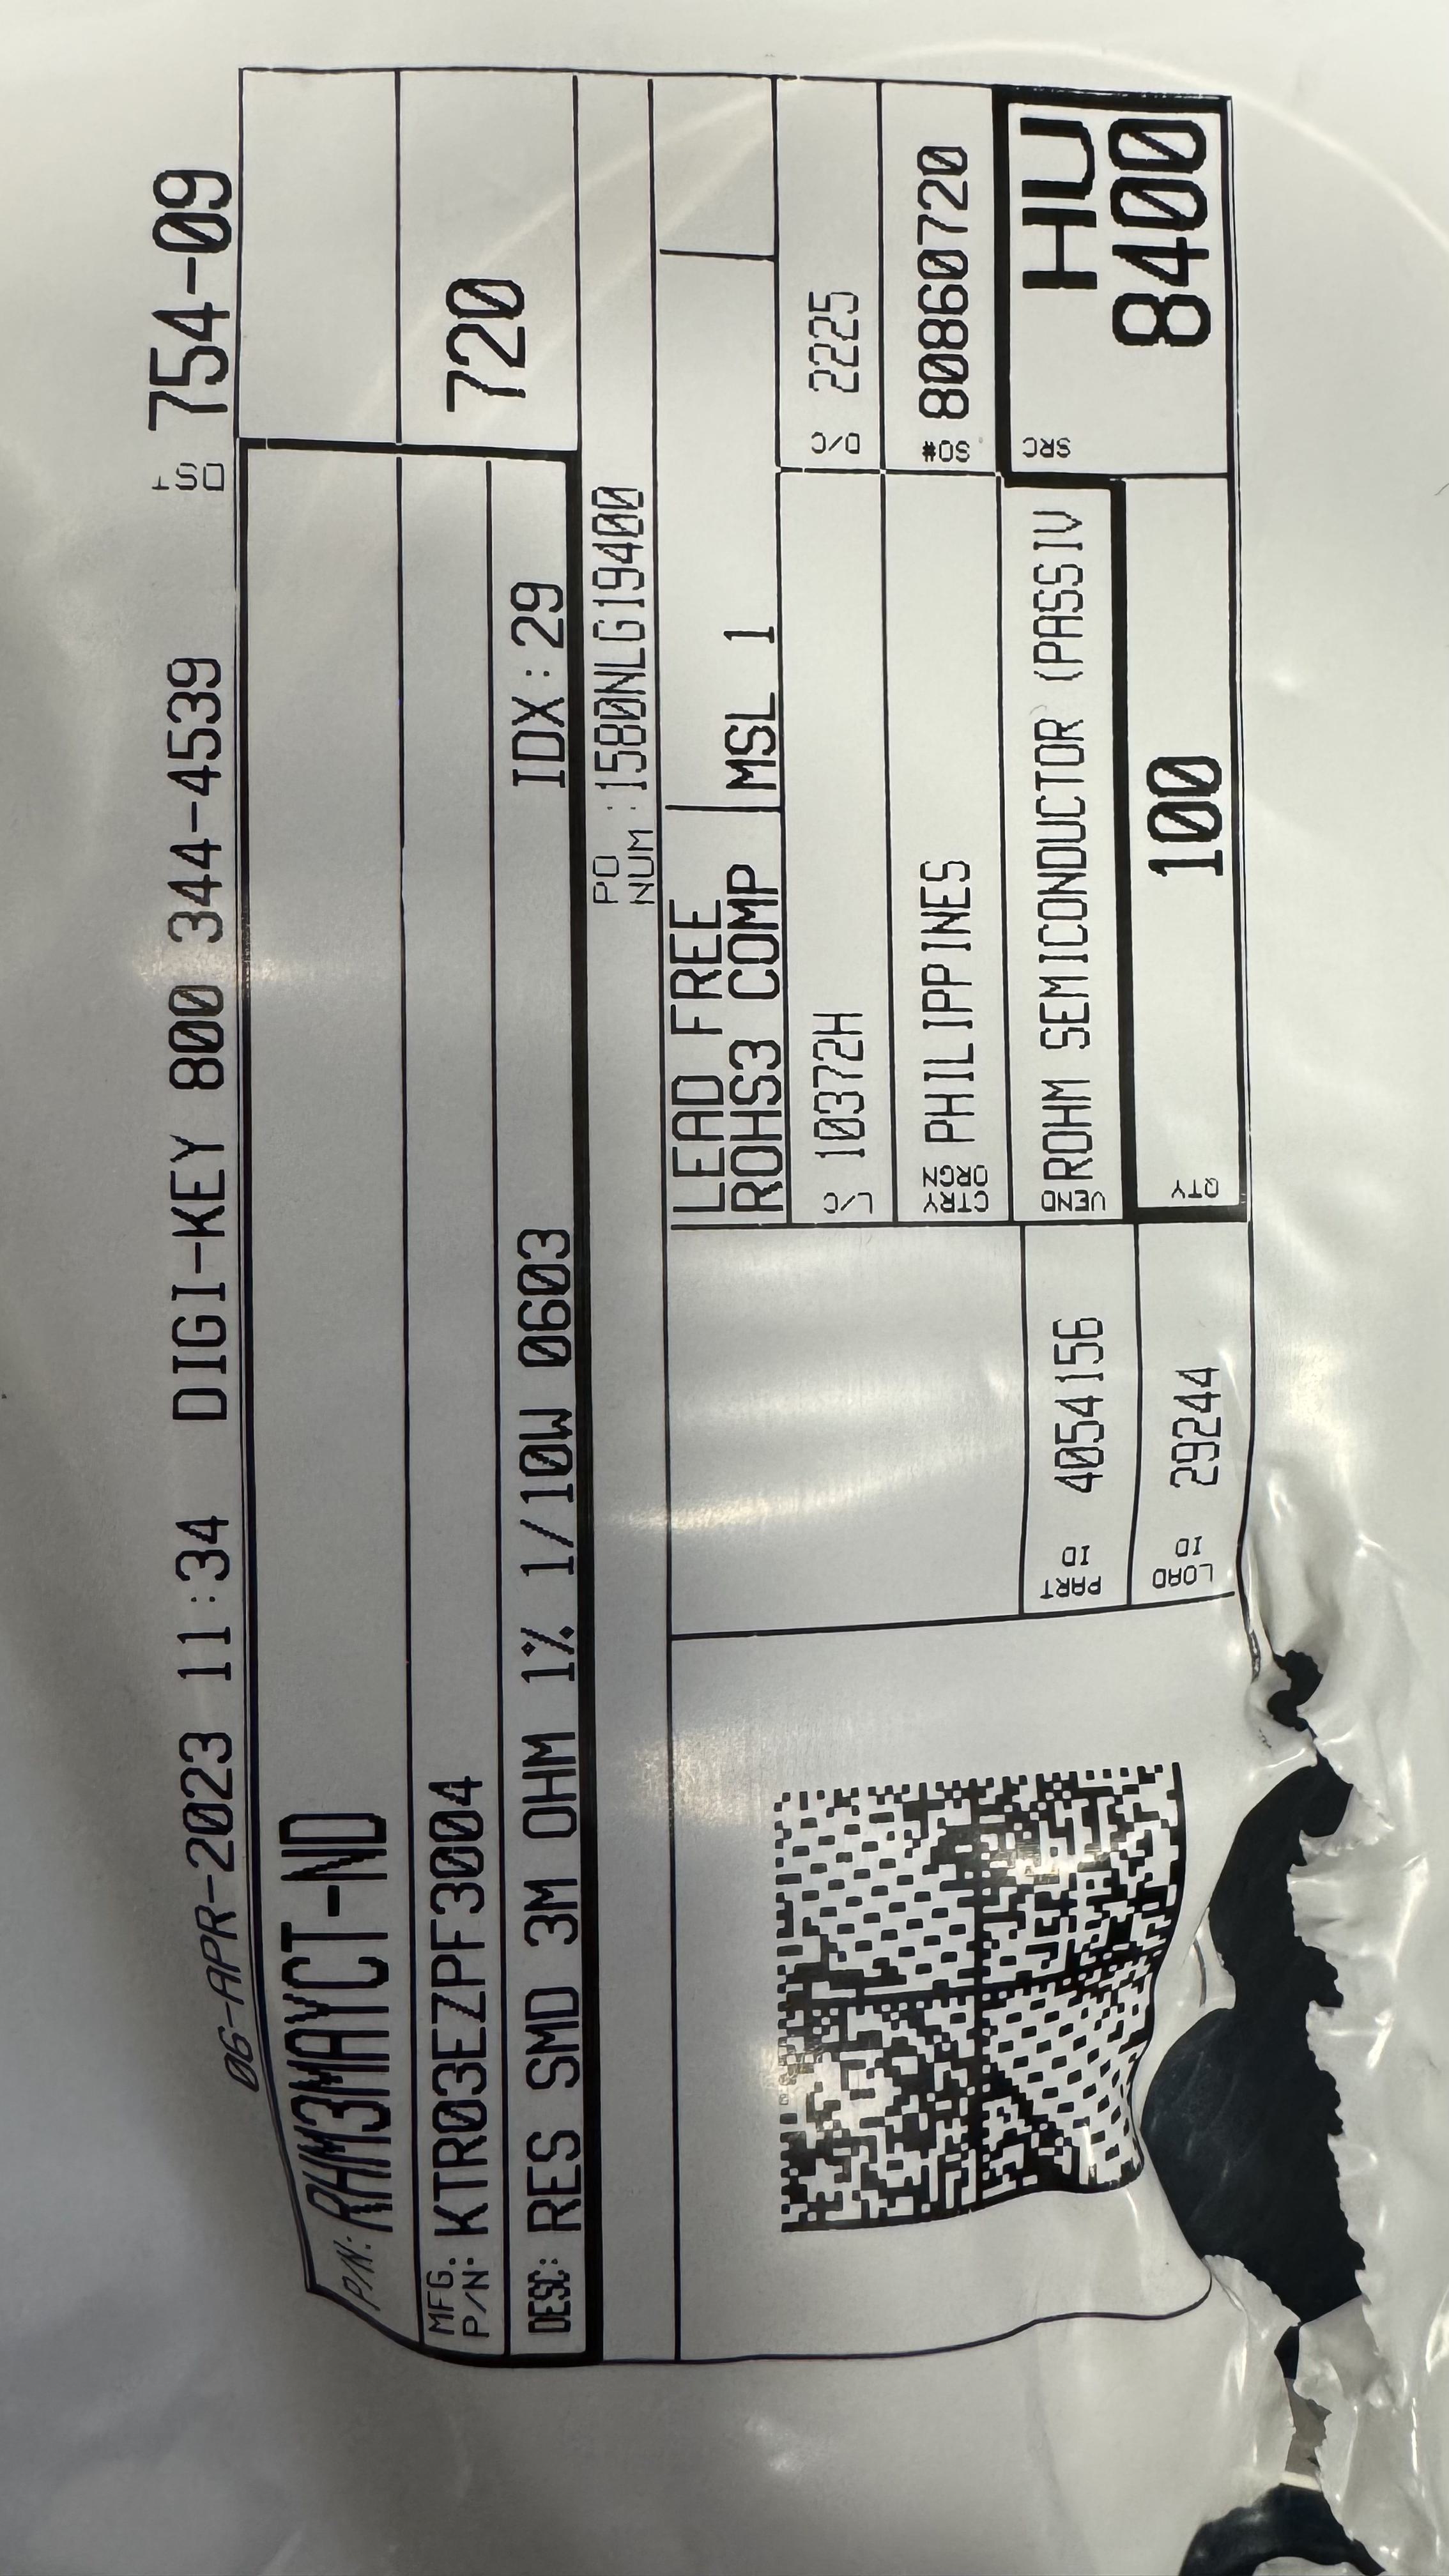 06-APR-2023 11:34 DIGI-KEY 800 344-4539 754-09
P/N: RHM3MAYCT-ND
MFG. P/N: KTR03EZPF3004 720
DESC: RES SMD 3M OHM 1% 1/10W 0603 IDX: 29
PO NUM : 1580NLG19400
LEAD FREE
ROHS3 COMP MSL 1
L/C 10372H D/C 2225
CTRY ORGN PHILIPPINES SO# 80860720
PART ID 4054156 VEND ROHM SEMICONDUCTOR (PASSIV SRC HU
LOAD ID 29244 QTY 100 8400